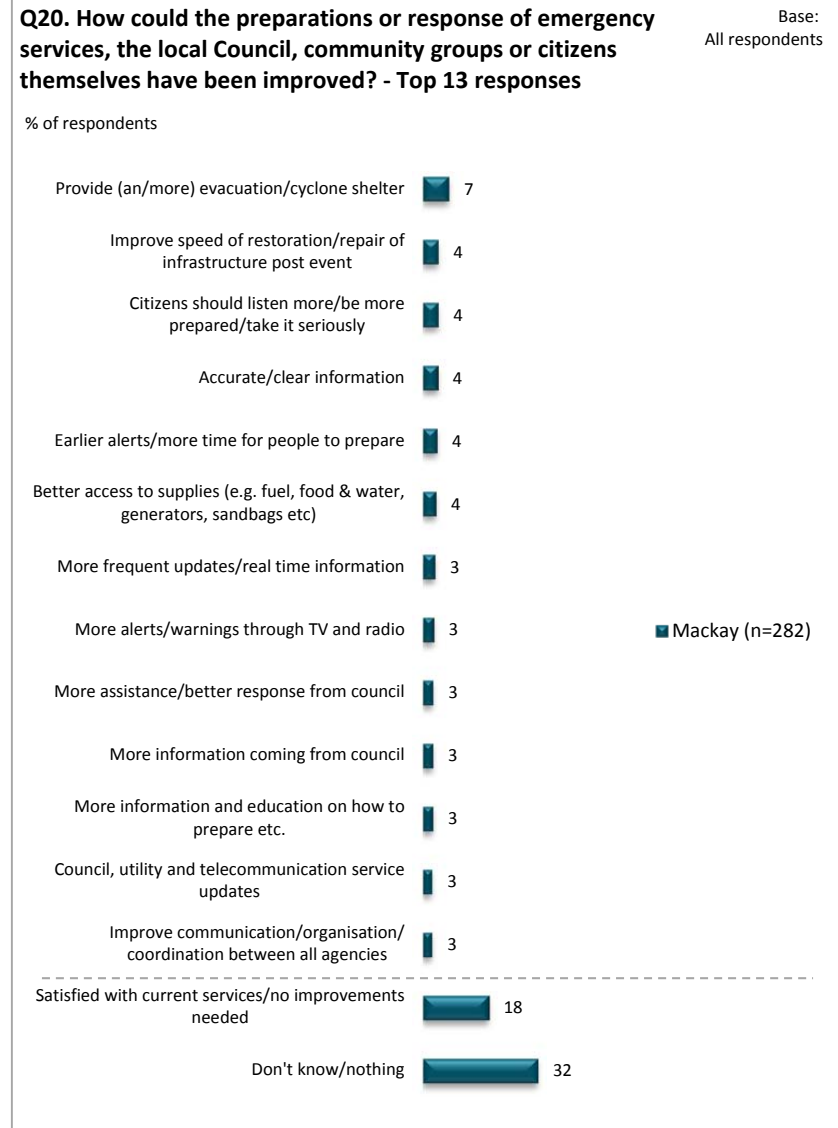 Q20. How could the preparations or response of emergency
services, the local Council, community groups or citizens
themselves have been improved? - Top 13 responses
Base:
All respondents
% of respondents
Provide (an/more) evacuation/cyclone shelter
7
Improve speed of restoration/repair of
infrastructure post event
4
Citizens should listen more/be more
prepared/take it seriously
4
Accurate/clear information
4
Earlier alerts/more time for people to prepare
4
Better access to supplies (e.g. fuel, food & water,
generators, sandbags etc)
4
More frequent updates/real time information
3
More alerts/warnings through TV and radio
3
Mackay (n=282)
More assistance/better response from council
3
More information coming from council
3
More information and education on how to
prepare etc.
3
Council, utility and telecommunication service
updates
3
Improve communication/organisation/
coordination between all agencies
3
Satisfied with current services/no improvements
needed
18
Don't know/nothing
32